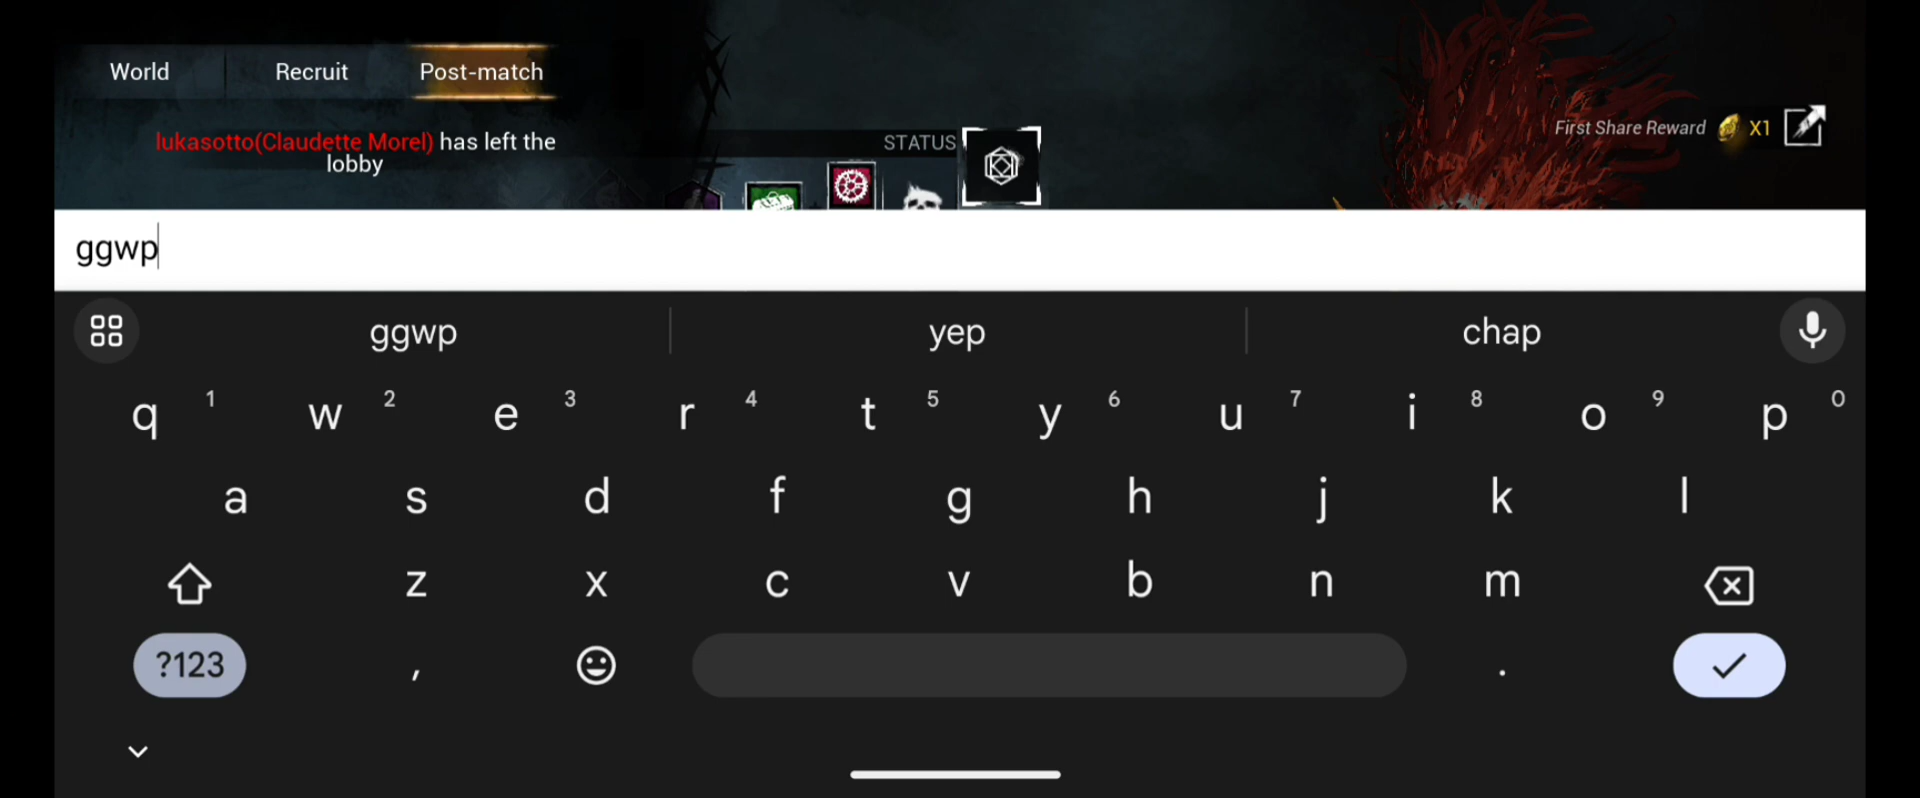 World Recruit Post-match
First Share Reward X1
lukasotto(Claudette Morel) has left the
lobby
STATUS
ggwp
ggwp yep chap
q 1 w 2 e 3 r 4 t 5 y 6 u 7 i 8 o 9 p 0
a s d f g h j k l
z x c v b n m
?123 , .